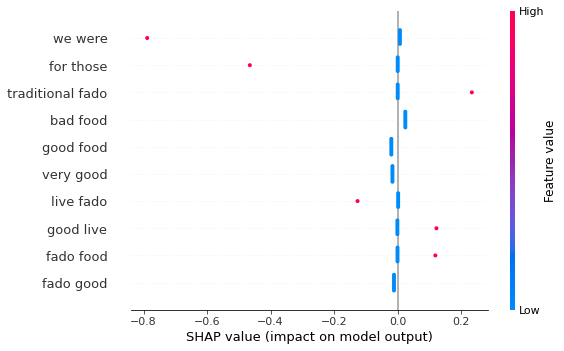 High
we were
for those
traditional fado
bad food
good food
very good
live fado
good live
fado food
fado good
Feature value
Low
−0.8 −0.6 −0.4 −0.2 0.0 0.2
SHAP value (impact on model output)